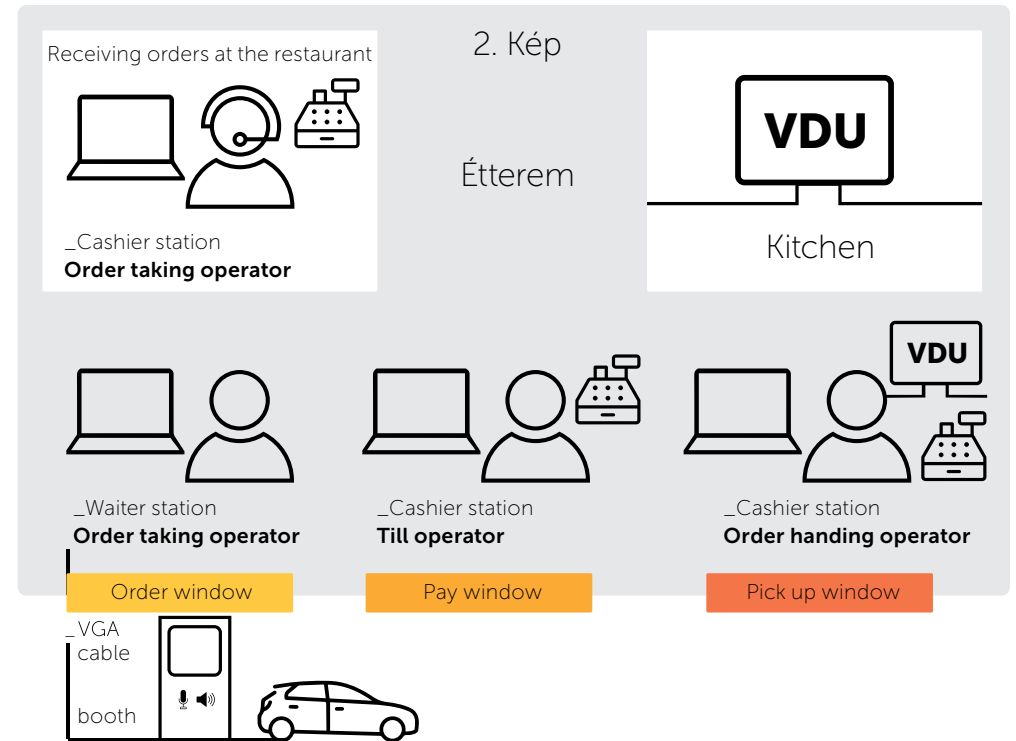 Receiving orders at the restaurant
_Cashier station
Order taking operator
2. Kép
Étterem
VDU
Kitchen
VDU
_Waiter station
Order taking operator
_Cashier station
Till operator
_Cashier station
Order handing operator
Order window
Pay window
Pick up window
_VGA
cable
booth